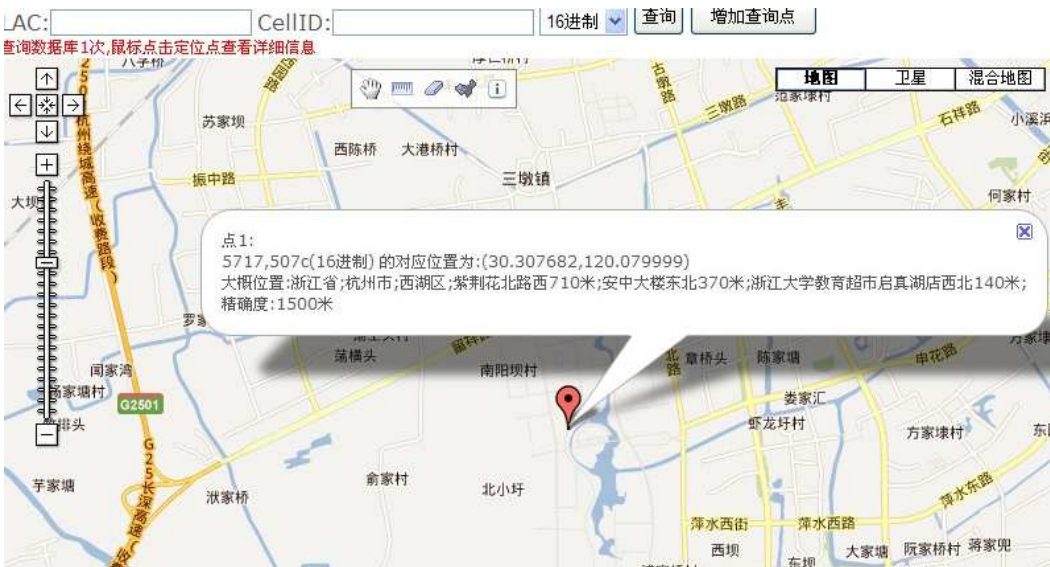 LAC:
CellID:
16进制
查询
增加查询点
查询数据库1次,鼠标点击定位点查看详细信息
地图
卫星
混合地图
八字桥
古墩路
三墩路
范家埭村
石祥路
苏家坝
西陈桥
大港桥村
三墩镇
振中路
何家村
杭州绕城高速(收费路段)
点1:
5717,507c(16进制) 的对应位置为:(30.307682,120.079999)
大概位置:浙江省;杭州市;西湖区;紫荆花北路西710米;安中大楼东北370米;浙江大学教育超市启真湖店西北140米;
精确度:1500米
荡横头
南阳坝村
章桥头
陈家塘
申花路
闻家湾
杨家塘村
娄家汇
G2501
虾龙圩村
方家埭村
G25长深高速(收
芋家塘
洑家桥
俞家村
北小圩
萍水东路
萍水西街
萍水西路
西坝
东坝
大家塘
阮家桥村
蒋家兜